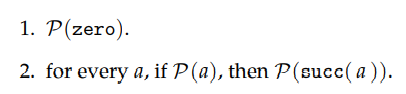 1. 𝒫(zero).
2. for every a, if 𝒫(a), then 𝒫(succ(a)).